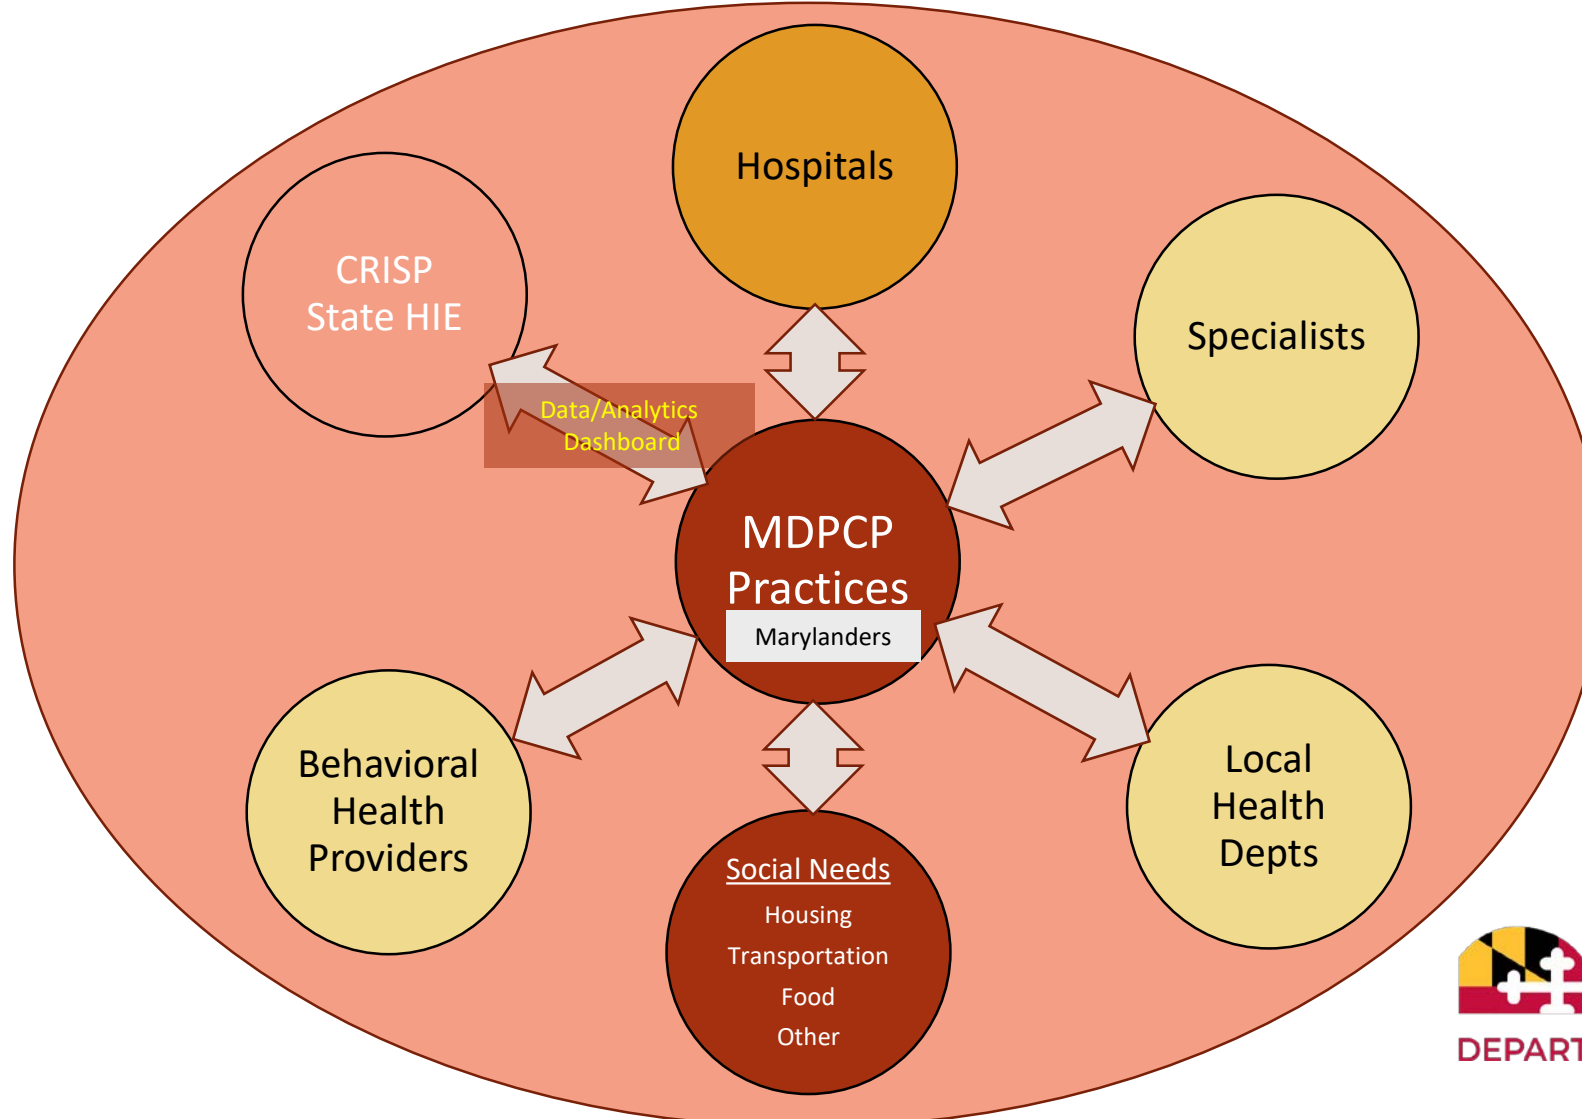 Hospitals
CRISP
State HIE
Specialists
Data/Analytics
Dashboard
MDPCP
Practices
Marylanders
Behavioral
Health
Providers
Local
Health
Depts
Social Needs
Housing
Transportation
Food
Other
DEPART